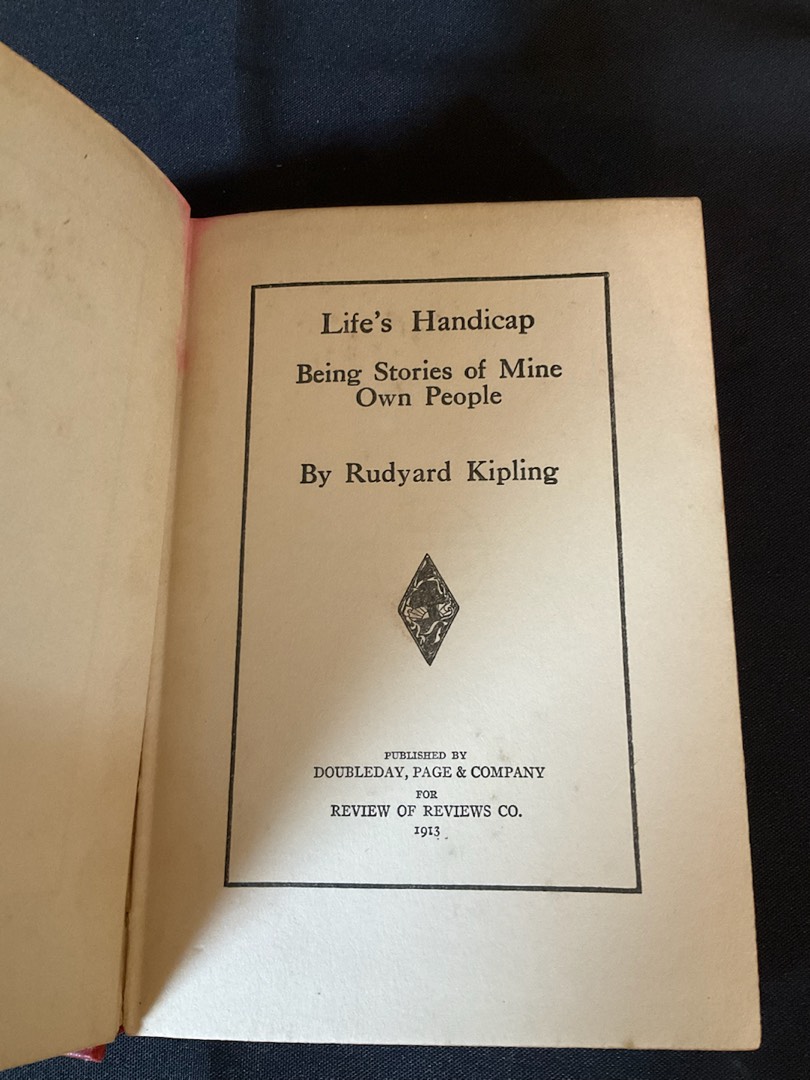 Life's Handicap
Being Stories of Mine
Own People
By Rudyard Kipling
PUBLISHED BY
DOUBLEDAY, PAGE & COMPANY
FOR
REVIEW OF REVIEWS CO.
1913